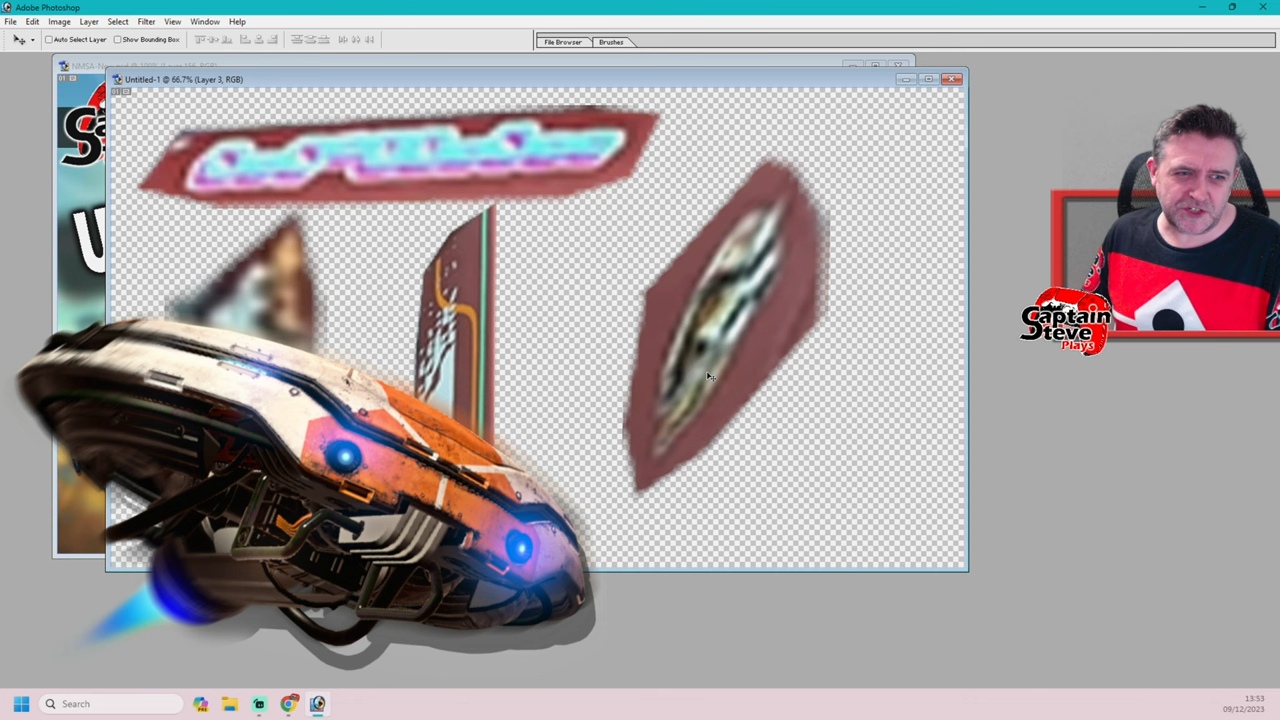 Adobe Photoshop
File Edit Image Layer Select Filter View Window Help
Auto Select Layer Show Bounding Box File Browser Brushes
Untitled-1 @ 66.7% (Layer 3, RGB)
Captain
Steve
Plays
Search
PRE
13:53
09/12/2023